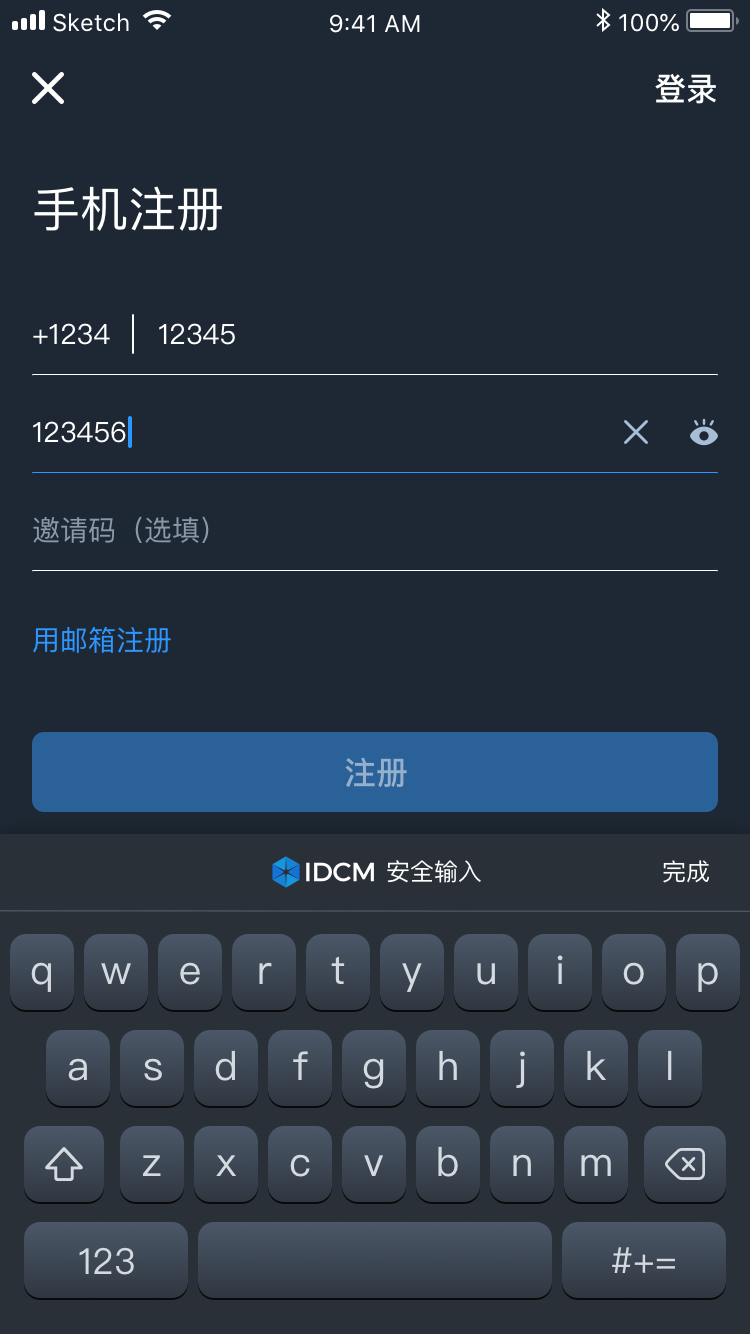 Sketch 9:41 AM 100%
登录
手机注册
+1234 12345
123456
邀请码（选填）
用邮箱注册
注册
IDCM 安全输入 完成
q w e r t y u i o p
a s d f g h j k l
z x c v b n m
123 #+=